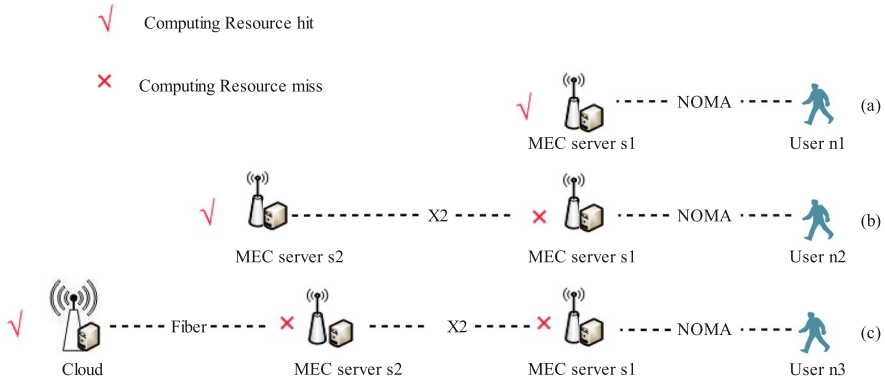 Computing Resource hit
Computing Resource miss
NOMA (a)
MEC server s1 User n1
X2 NOMA (b)
MEC server s2 MEC server s1 User n2
Fiber X2 NOMA (c)
Cloud MEC server s2 MEC server s1 User n3